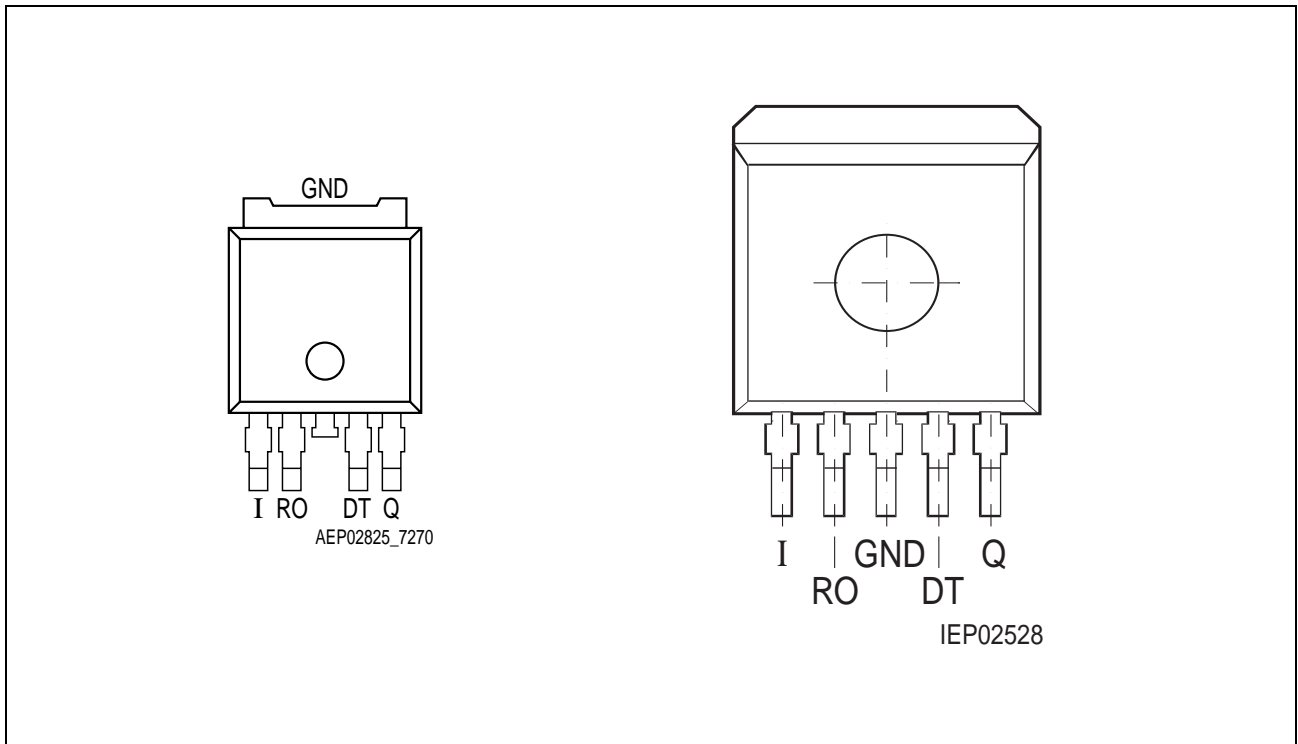 GND
I RO DT Q
AEP02825_7270
I GND Q
RO DT
IEP02528